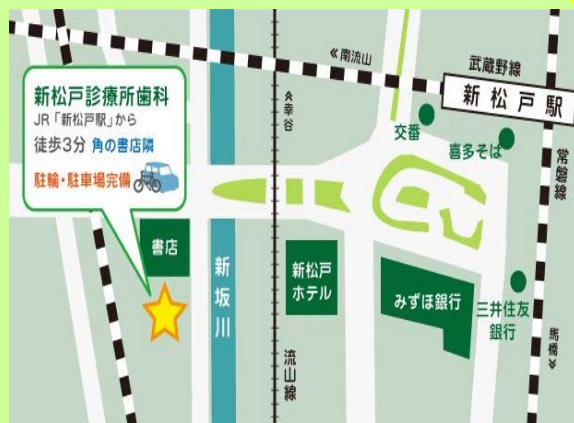 新松戸診療所歯科
JR「新松戸駅」から
徒歩3分 角の書店隣
駐輪・駐車場完備
≪南流山
武蔵野線
新松戸駅
≪幸谷
交番
喜多そば
常磐線
書店
新坂川
新松戸
ホテル
みずほ銀行
三井住友
銀行
流山線
馬橋≫